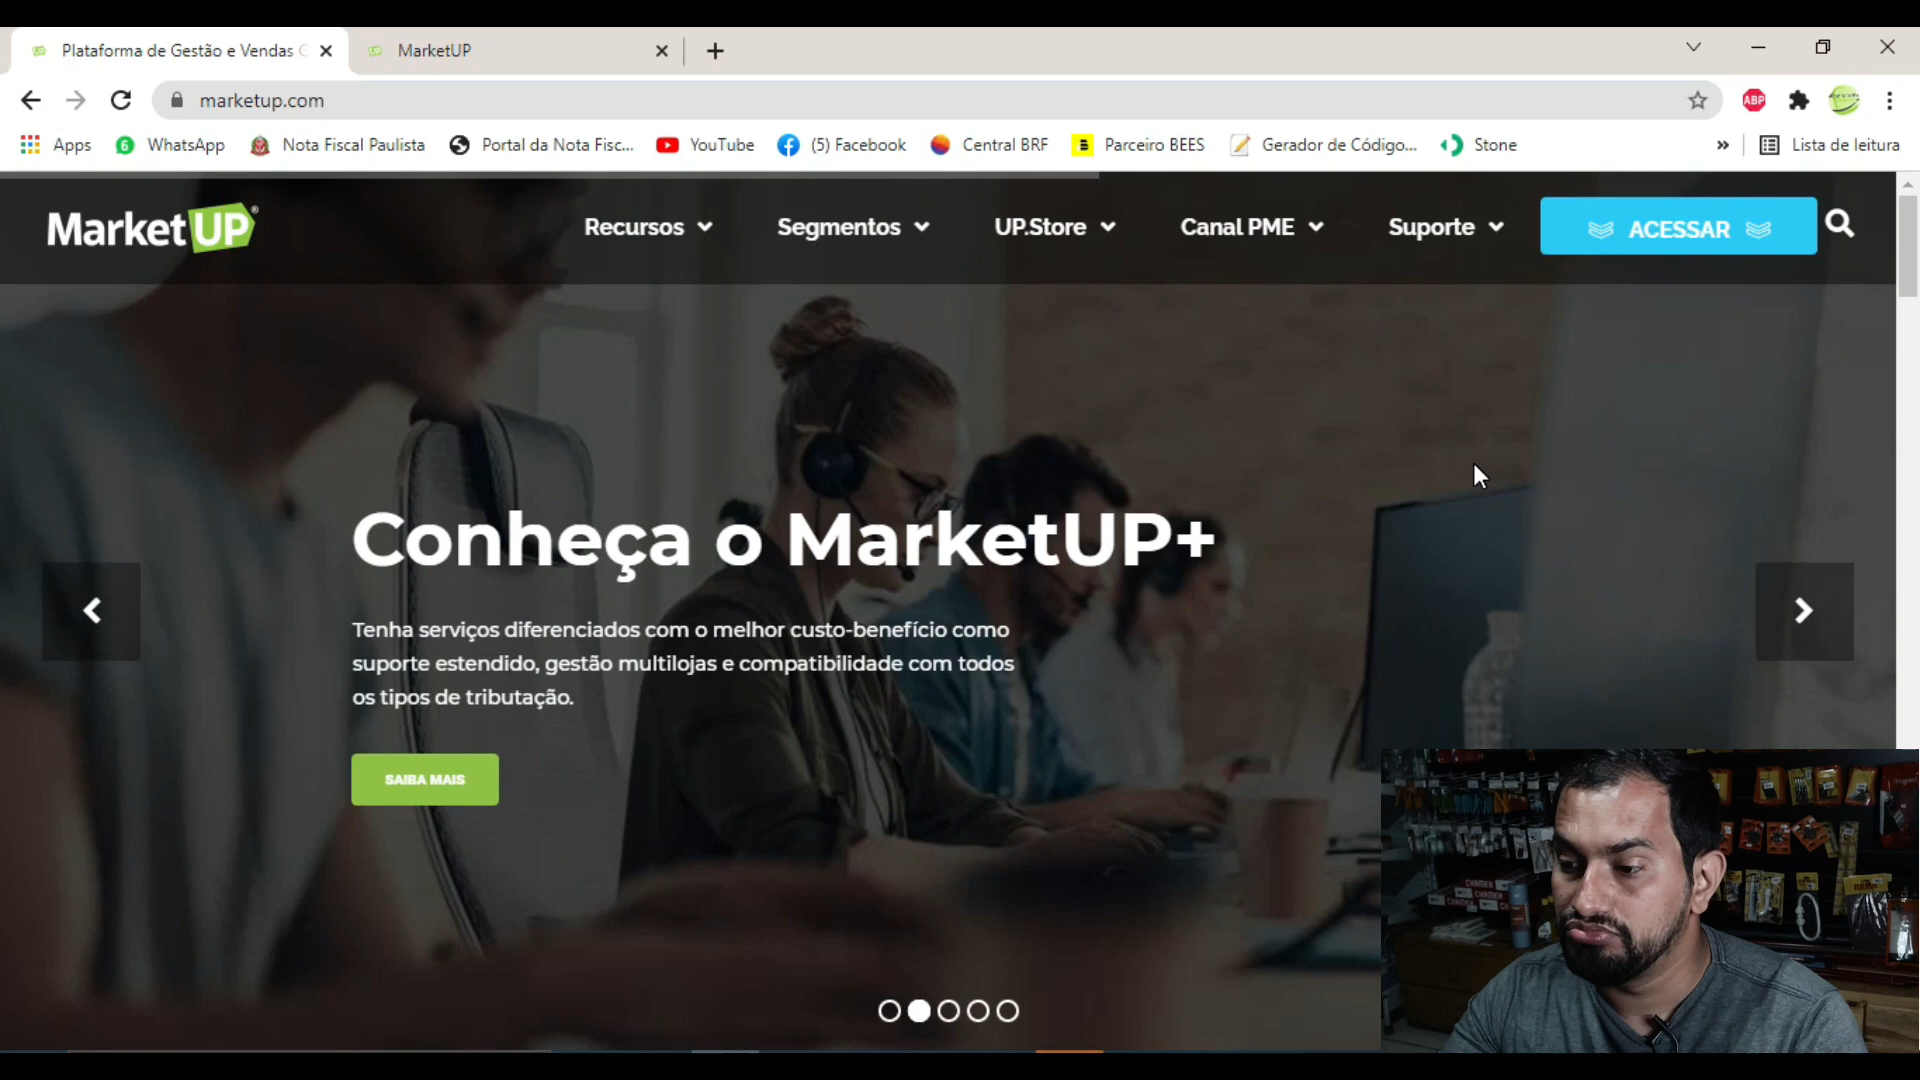 Plataforma de Gestão e Vendas G
MarketUP
marketup.com
ABP
Apps
6
WhatsApp
Nota Fiscal Paulista
Portal da Nota Fisc...
YouTube
(5) Facebook
Central BRF
Parceiro BEES
Gerador de Código...
Stone
»
Lista de leitura
MarketUP®
Recursos
Segmentos
UP.Store
Canal PME
Suporte
ACESSAR
Conheça o MarketUP+
Tenha serviços diferenciados com o melhor custo-benefício como
suporte estendido, gestão multilojas e compatibilidade com todos
os tipos de tributação.
SAIBA MAIS